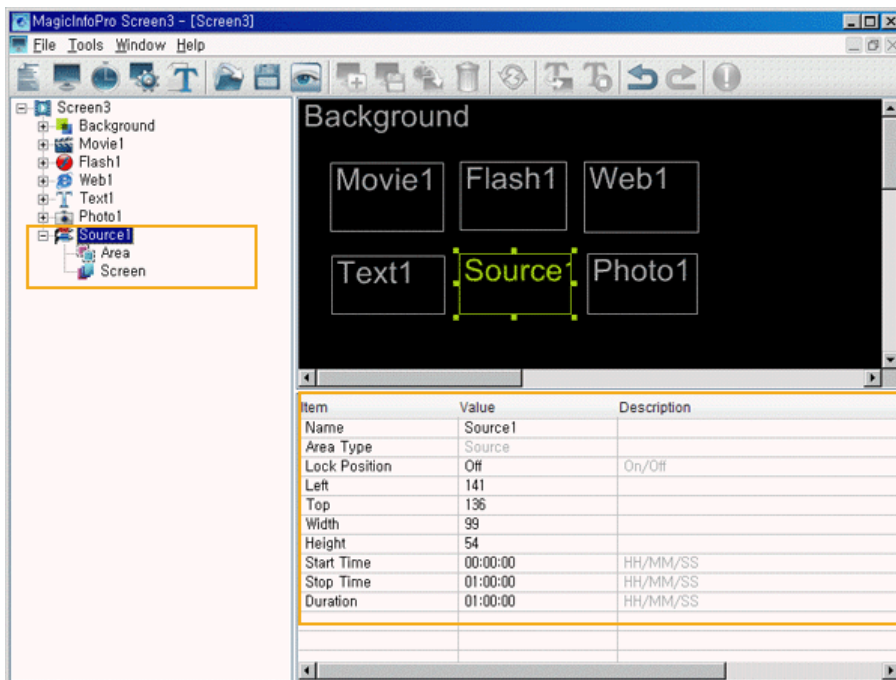 MagicInfoPro Screen3 - [Screen3]
File Tools Window Help
Screen3
Background
Movie1
Flash1
Web1
Text1
Photo1
Source1
Area
Screen
Background
Movie1 Flash1 Web1
Text1 Source1 Photo1
Item Value Description
Name Source1
Area Type Source
Lock Position Off On/Off
Left 141
Top 136
Width 99
Height 54
Start Time 00:00:00 HH/MM/SS
Stop Time 01:00:00 HH/MM/SS
Duration 01:00:00 HH/MM/SS